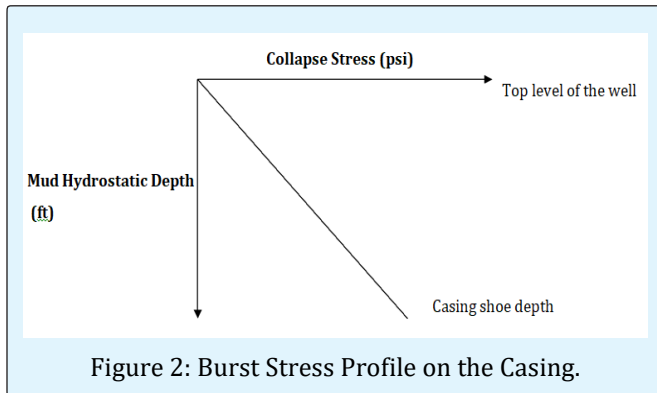 Collapse Stress (psi)
Top level of the well
Mud Hydrostatic Depth
(ft)
Casing shoe depth
Figure 2: Burst Stress Profile on the Casing.